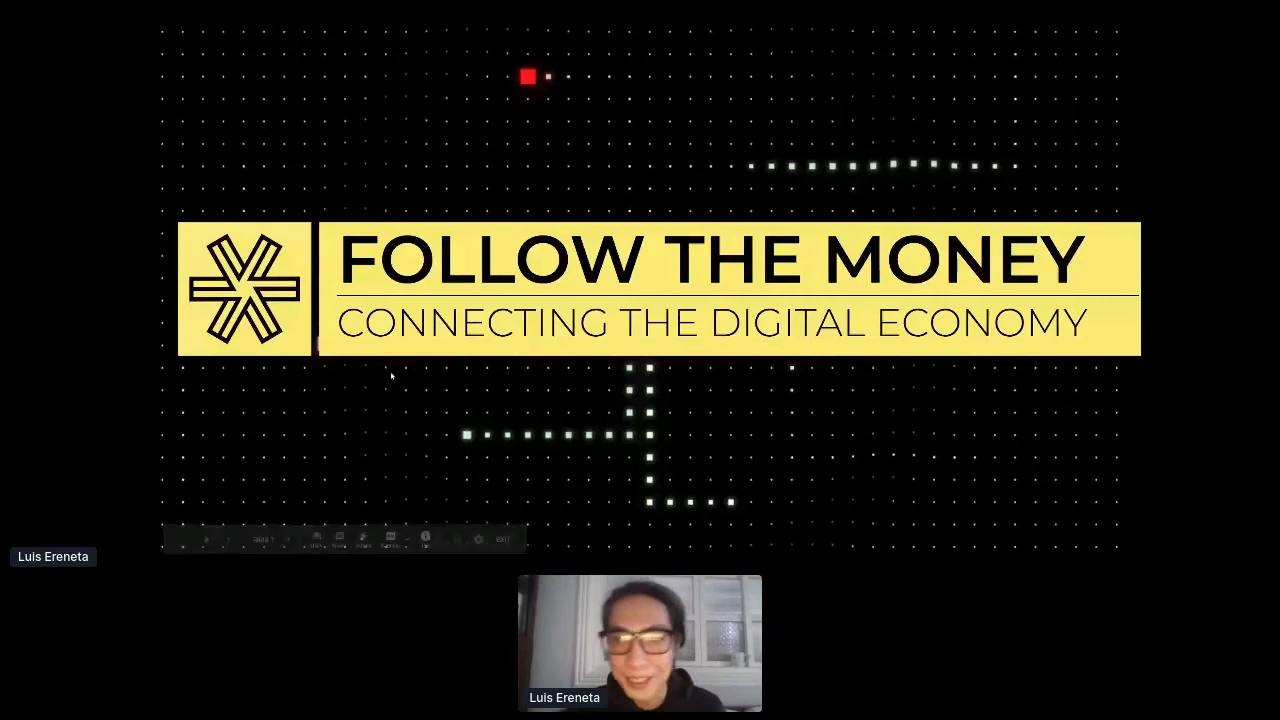 FOLLOW THE MONEY
CONNECTING THE DIGITAL ECONOMY
Luis Ereneta
Luis Ereneta